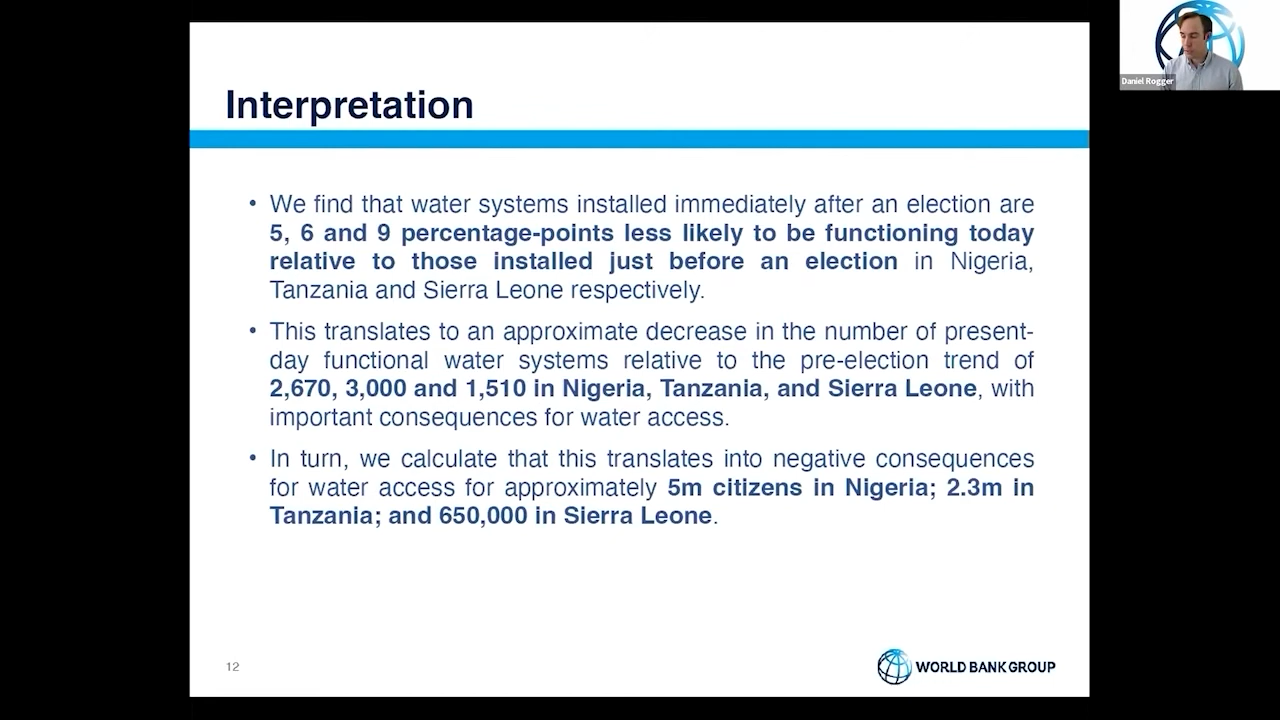 Daniel Rogger
Interpretation
• We find that water systems installed immediately after an election are
5, 6 and 9 percentage-points less likely to be functioning today
relative to those installed just before an election in Nigeria,
Tanzania and Sierra Leone respectively.
• This translates to an approximate decrease in the number of present-
day functional water systems relative to the pre-election trend of
2,670, 3,000 and 1,510 in Nigeria, Tanzania, and Sierra Leone, with
important consequences for water access.
• In turn, we calculate that this translates into negative consequences
for water access for approximately 5m citizens in Nigeria; 2.3m in
Tanzania; and 650,000 in Sierra Leone.
12
WORLD BANK GROUP